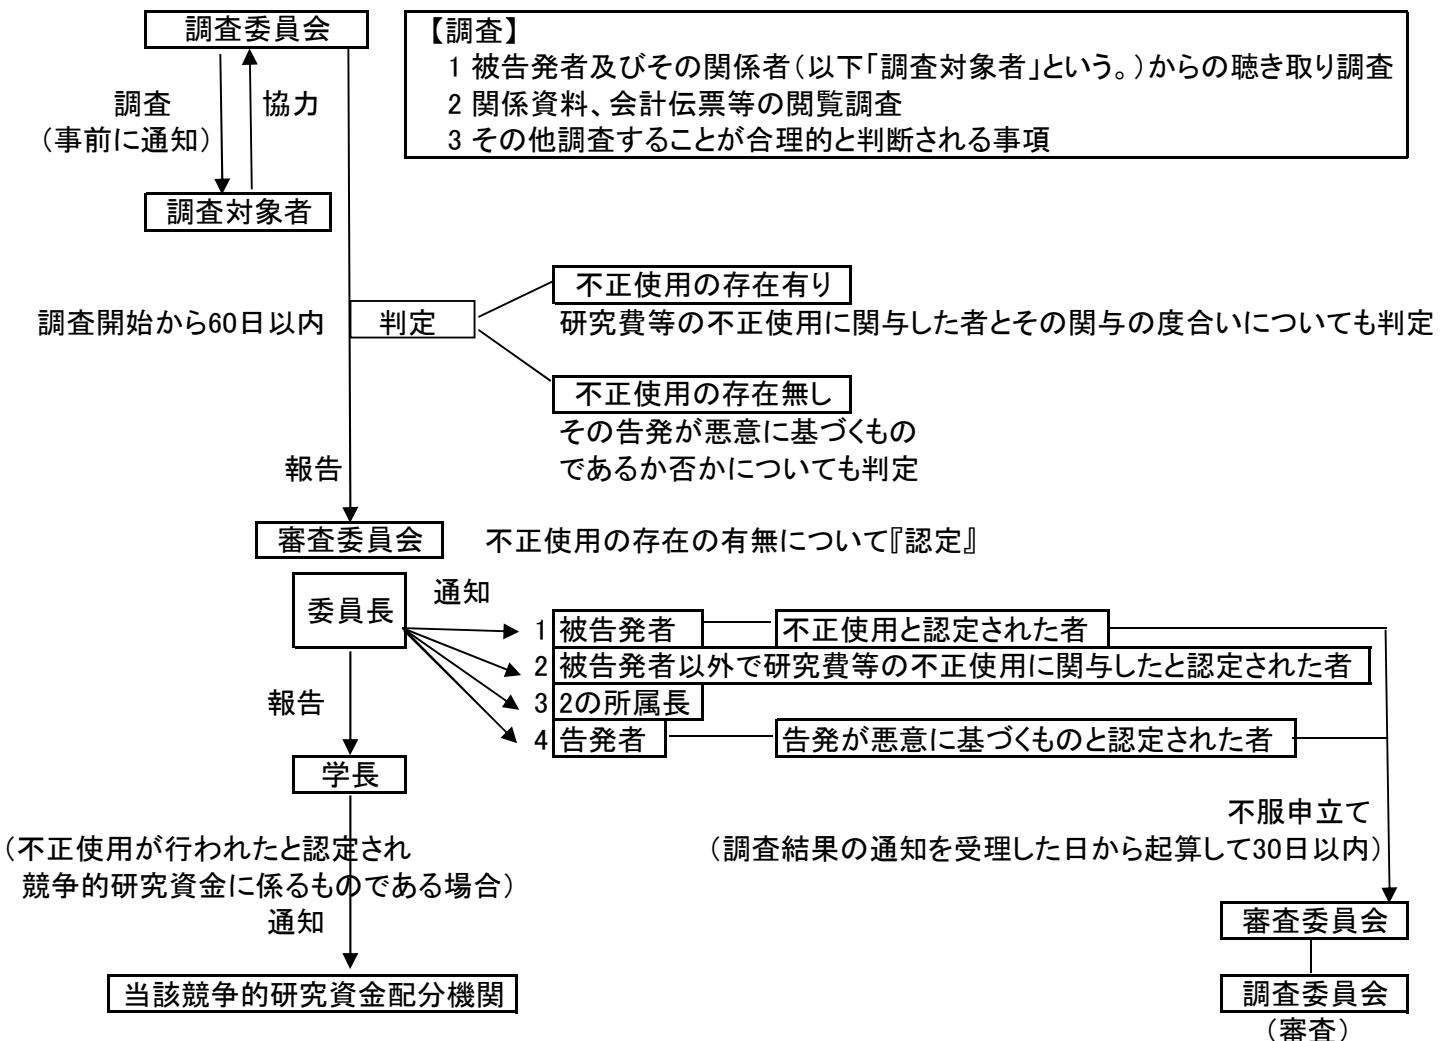 調査委員会
【調査】
1 被告発者及びその関係者（以下「調査対象者」という。）からの聴き取り調査
2 関係資料、会計伝票等の閲覧調査
3 その他調査することが合理的と判断される事項
調査
（事前に通知）
協力
調査対象者
調査開始から60日以内
判定
不正使用の存在有り
研究費等の不正使用に関与した者とその関与の度合いについても判定
不正使用の存在無し
その告発が悪意に基づくもの
であるか否かについても判定
報告
審査委員会
不正使用の存在の有無について『認定』
委員長
通知
1 被告発者
不正使用と認定された者
2 被告発者以外で研究費等の不正使用に関与したと認定された者
3 2の所属長
4 告発者
告発が悪意に基づくものと認定された者
報告
学長
（不正使用が行われたと認定され
競争的研究資金に係るものである場合）
通知
当該競争的研究資金配分機関
不服申立て
（調査結果の通知を受理した日から起算して30日以内）
審査委員会
調査委員会
（審査）